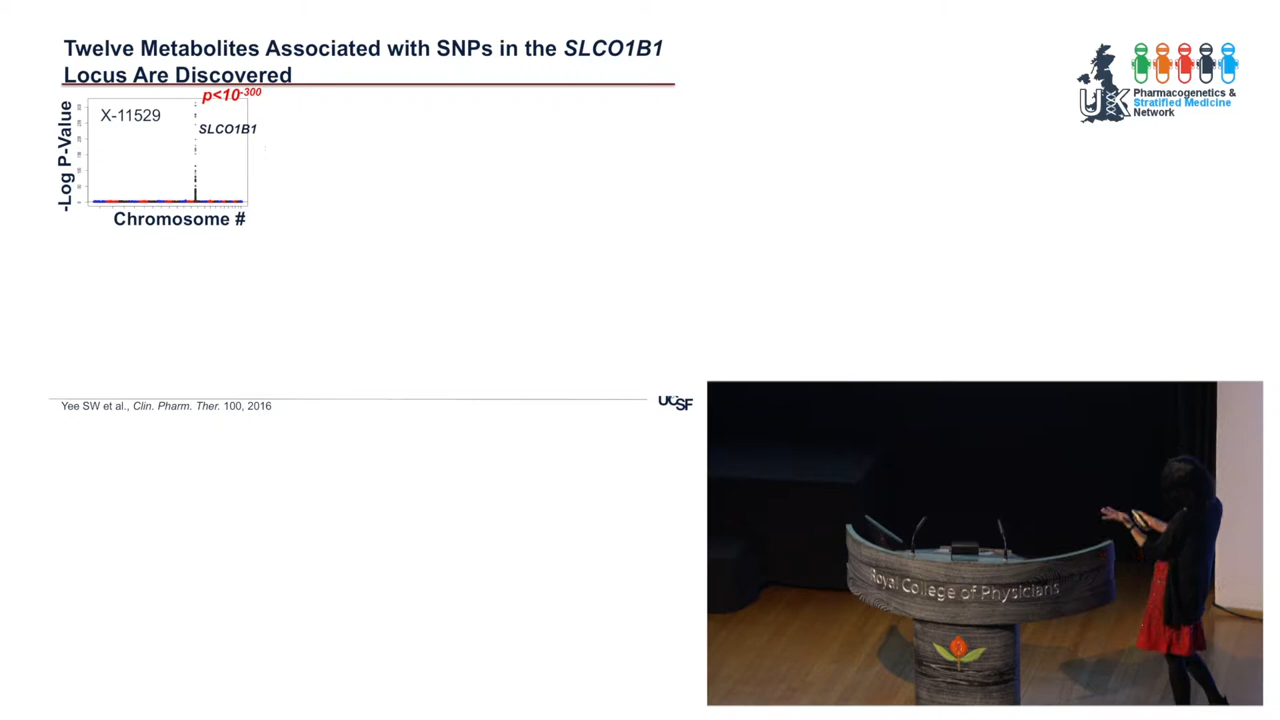 Twelve Metabolites Associated with SNPs in the SLCO1B1
Locus Are Discovered
p<10-300
X-11529
SLCO1B1
-Log P-Value
Chromosome #
Yee SW et al., Clin. Pharm. Ther. 100, 2016
UCSF
UK
Pharmacogenetics &
Stratified Medicine
Network
Royal College of Physicians